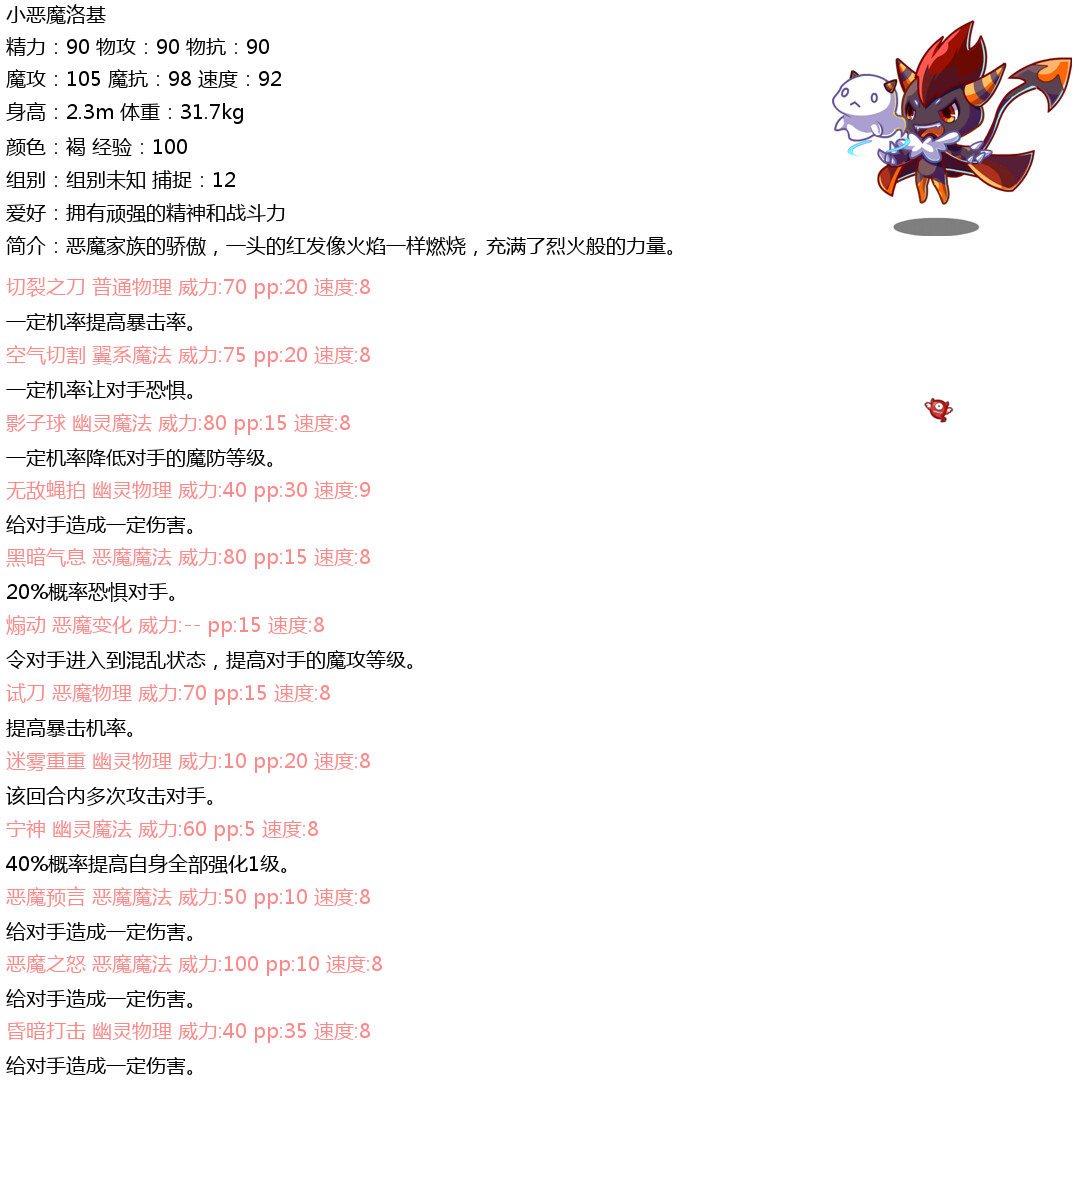 小恶魔洛基
精力：90 物攻：90 物抗：90
魔攻：105 魔抗：98 速度：92
身高：2.3m 体重：31.7kg
颜色：褐 经验：100
组别：组别未知 捕捉：12
爱好：拥有顽强的精神和战斗力
简介：恶魔家族的骄傲，一头的红发像火焰一样燃烧，充满了烈火般的力量。
切裂之刀 普通物理 威力:70 pp:20 速度:8
一定机率提高暴击率。
空气切割 翼系魔法 威力:75 pp:20 速度:8
一定机率让对手恐惧。
影子球 幽灵魔法 威力:80 pp:15 速度:8
一定机率降低对手的魔防等级。
无敌蝇拍 幽灵物理 威力:40 pp:30 速度:9
给对手造成一定伤害。
黑暗气息 恶魔魔法 威力:80 pp:15 速度:8
20%概率恐惧对手。
煽动 恶魔变化 威力:-- pp:15 速度:8
令对手进入到混乱状态，提高对手的魔攻等级。
试刀 恶魔物理 威力:70 pp:15 速度:8
提高暴击机率。
迷雾重重 幽灵物理 威力:10 pp:20 速度:8
该回合内多次攻击对手。
宁神 幽灵魔法 威力:60 pp:5 速度:8
40%概率提高自身全部强化1级。
恶魔预言 恶魔魔法 威力:50 pp:10 速度:8
给对手造成一定伤害。
恶魔之怒 恶魔魔法 威力:100 pp:10 速度:8
给对手造成一定伤害。
昏暗打击 幽灵物理 威力:40 pp:35 速度:8
给对手造成一定伤害。